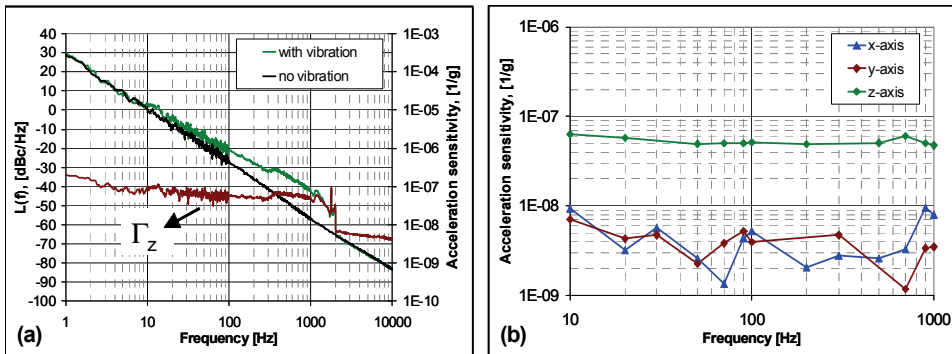 40
30
20
10
0
-10
-20
-30
-40
-50
-60
-70
-80
-90
-100
L(f), [dBc/Hz]
with vibration
no vibration
Γz
1E-03
1E-04
1E-05
1E-06
1E-07
1E-08
1E-09
1E-10
Acceleration sensitivity, [1/g]
1 10 100 1000 10000
Frequency [Hz]
(a)
1E-06
1E-07
1E-08
1E-09
Acceleration sensitivity, [1/g]
x-axis
y-axis
z-axis
10 100 1000
Frequency [Hz]
(b)